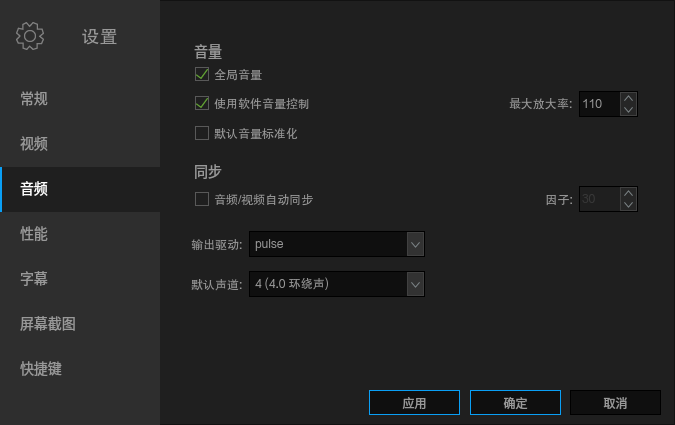 设置
常规
视频
音频
性能
字幕
屏幕截图
快捷键
音量
全局音量
使用软件音量控制
最大放大率:
110
默认音量标准化
同步
音频/视频自动同步
因子:
30
输出驱动:
pulse
默认声道:
4 (4.0 环绕声)
应用
确定
取消